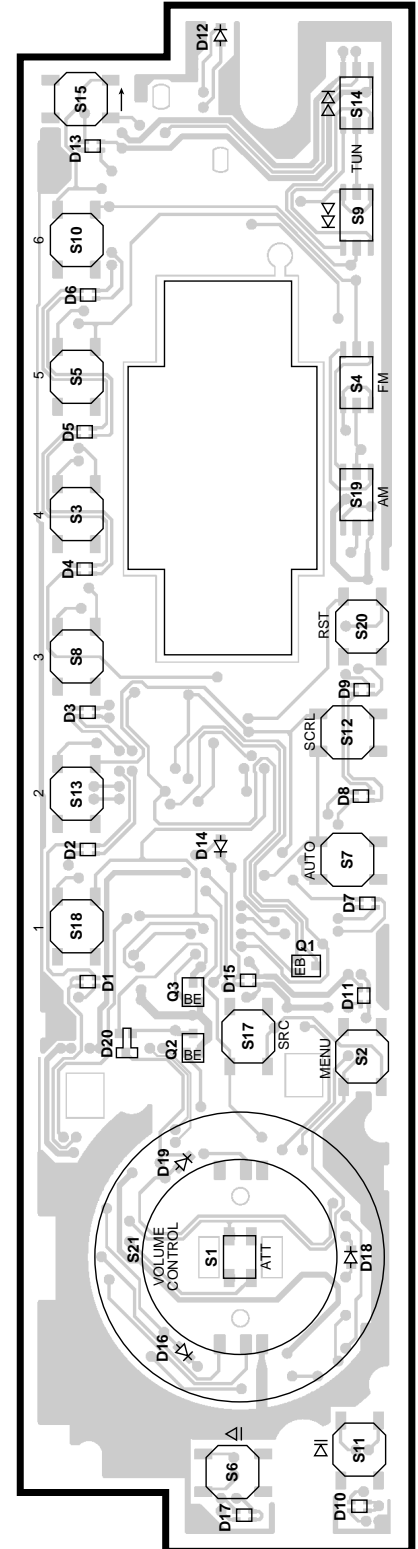 1 2 3 4 5 6
S18 S13 S8 S3 S5 S10 S15
D1 D2 D3 D4 D5 D6 D13
D20
S21
VOLUME
CONTROL
D16 D19
Q2 Q3
BE BE
D14 D12
S1
ATT
S6
D17
S17
SRC
D15
Q1
EB
MENU AUTO SCRL RST
D11 D7 D8 D9
S2 S7 S12 S20
S19 S4 S9 S14
AM FM TUN
D18
S11
D10